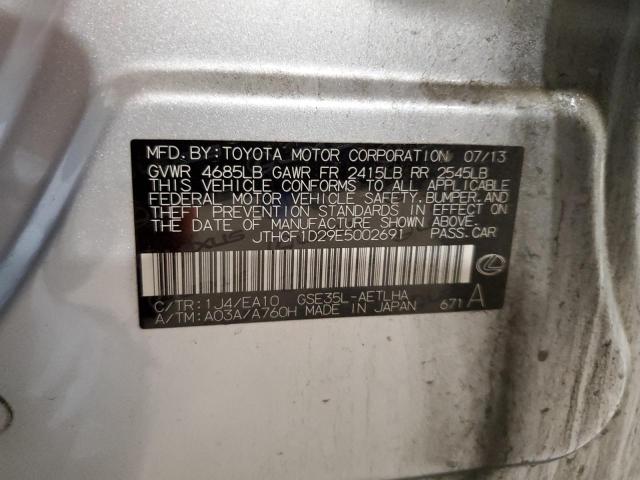 MFD.BY:TOYOTA MOTOR CORPORATION 07/13
GVWR 4685LB GAWR FR 2415LB RR 2545LB
THIS VEHICLE CONFORMS TO ALL APPLICABLE
FEDERAL MOTOR VEHICLE SAFETY,BUMPER,AND
THEFT PREVENTION STANDARDS IN EFFECT ON
THE DATE OF MANUFACTURE SHOWN ABOVE.
JTHCF1D29E5002691 PASS.CAR
C/TR:1J4/EA10 GSE35L-AETLHA
A/TM:A03A/A760H MADE IN JAPAN 671 A